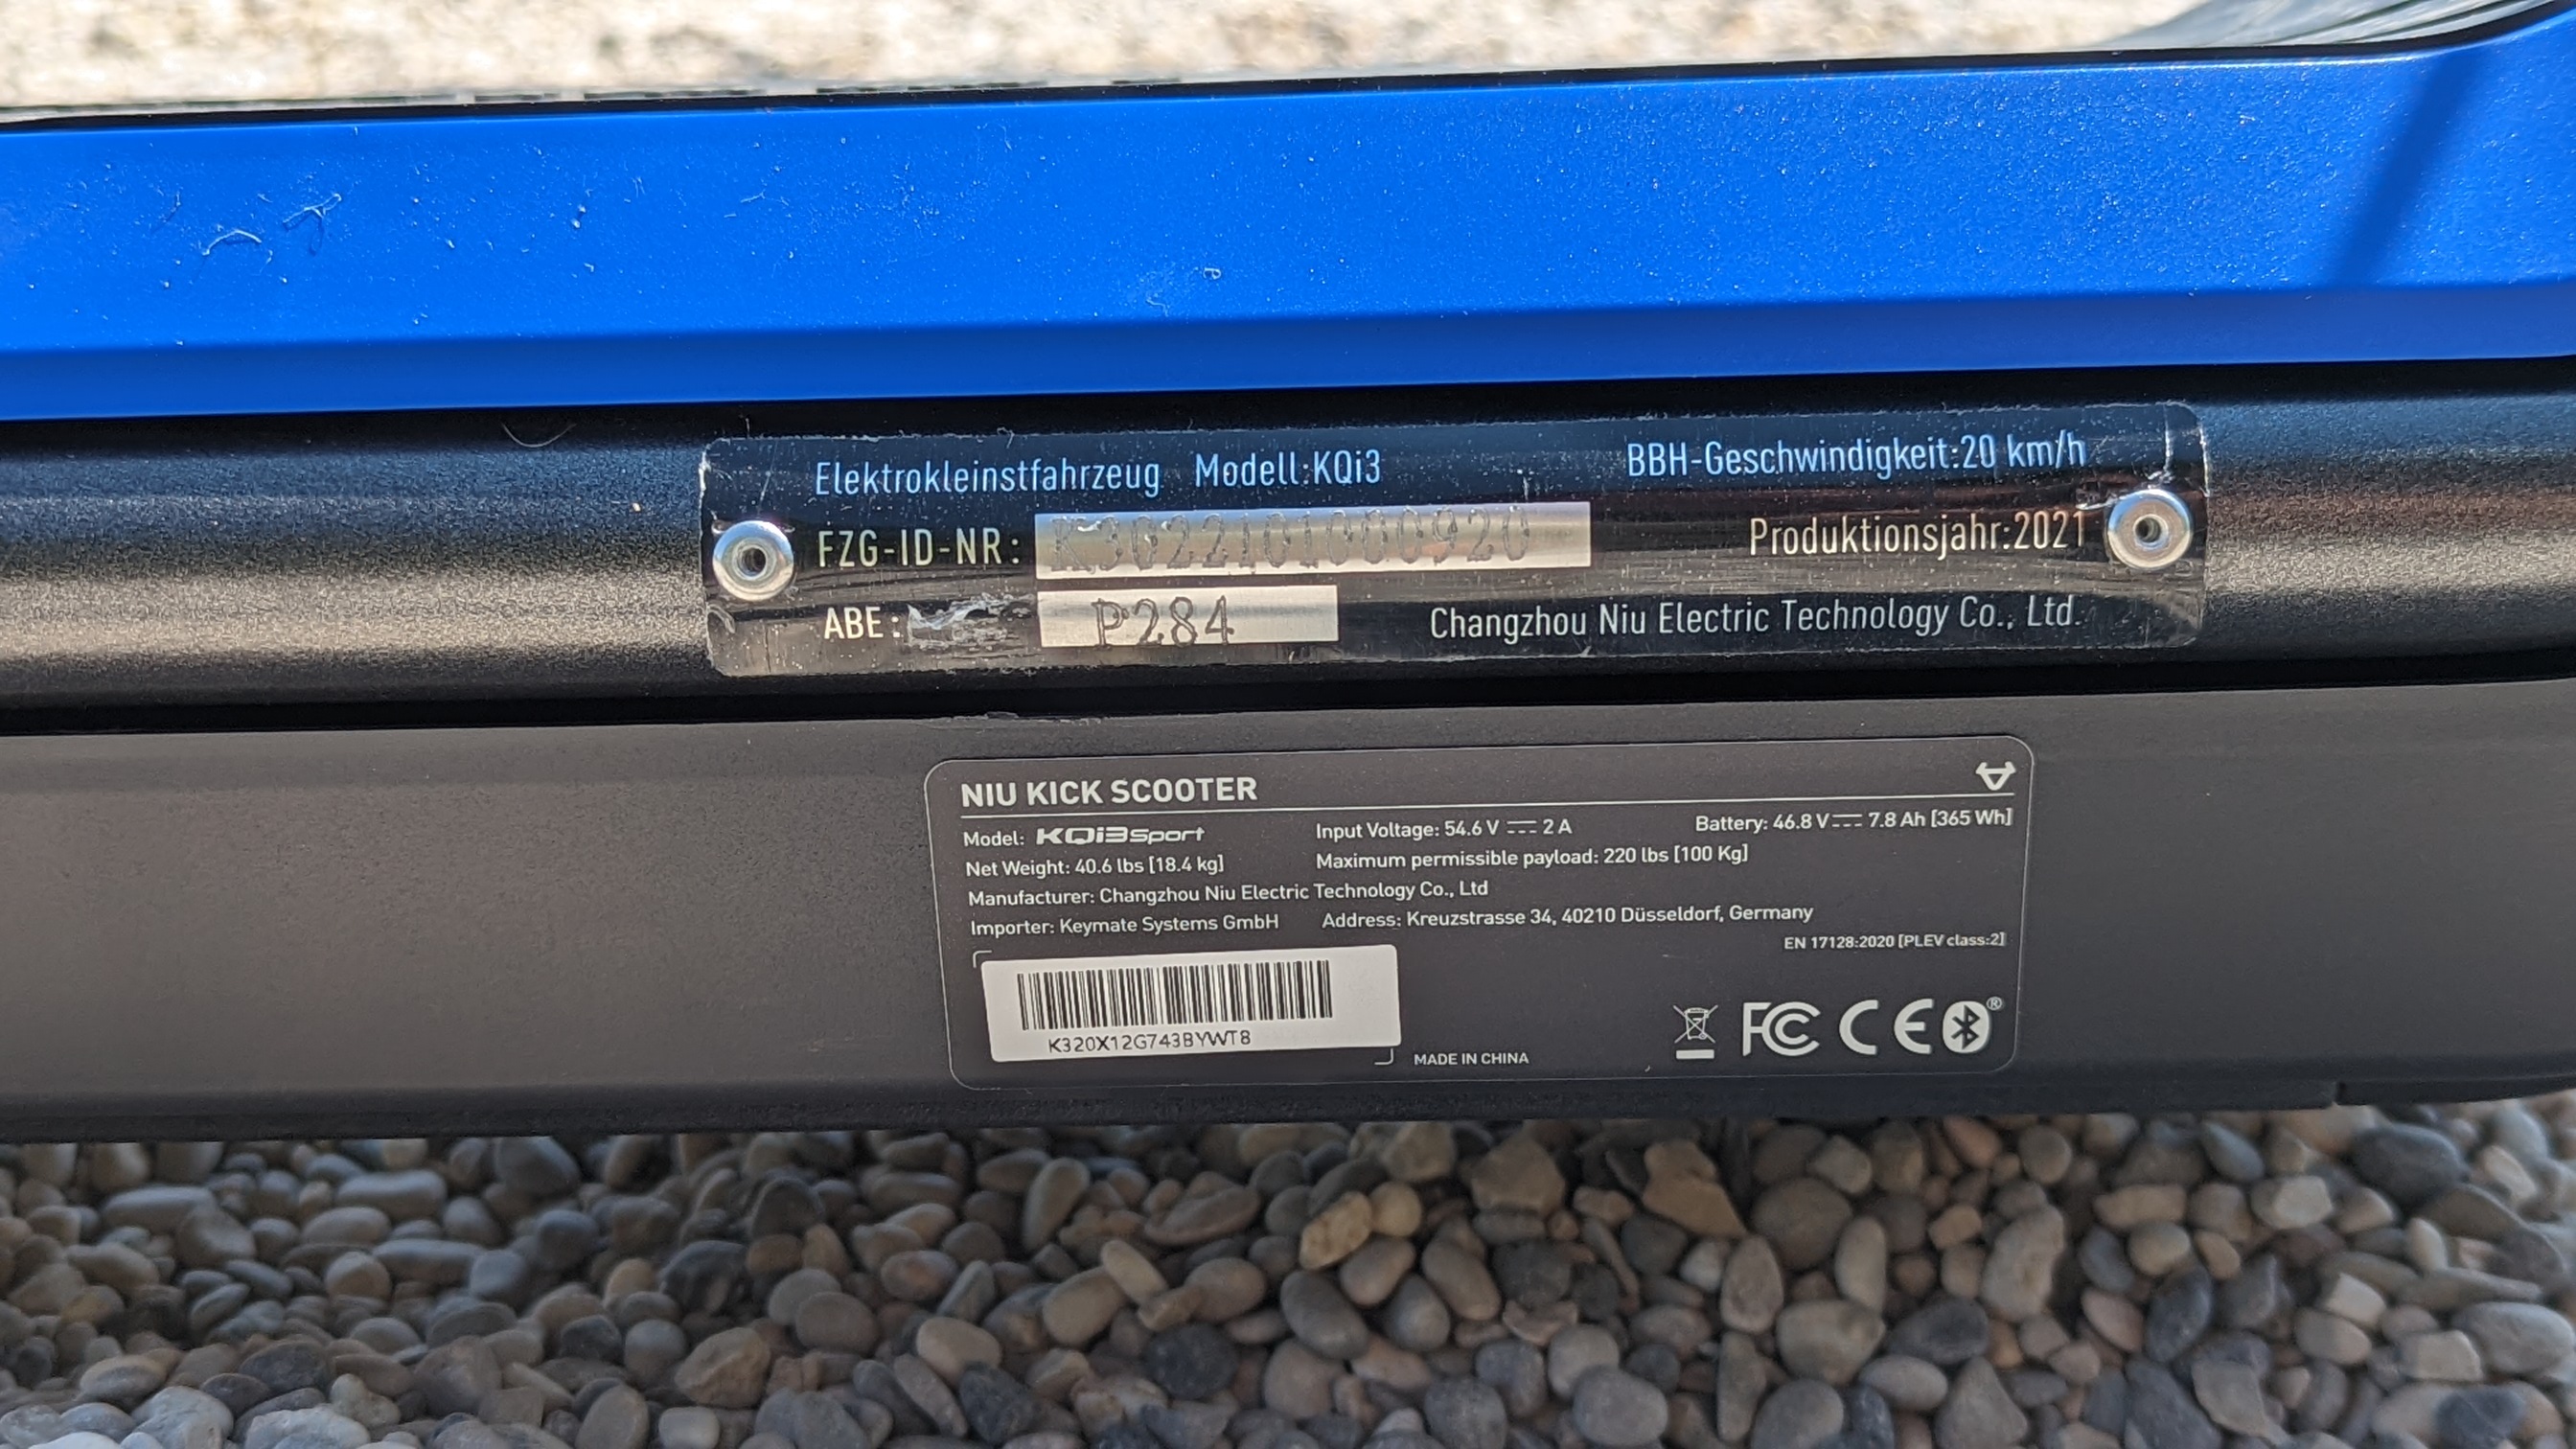 Elektrokleinstfahrzeug Modell:KQi3 BBH-Geschwindigkeit:20 km/h
FZG-ID-NR: Produktionsjahr:2021
ABE: P284 Changzhou Niu Electric Technology Co., Ltd.
NIU KICK SCOOTER
Model: KQi3sport Input Voltage: 54.6 V⎓2 A Battery: 46.8 V⎓7.8 Ah [365 Wh]
Net Weight: 40.6 lbs [18.4 kg] Maximum permissible payload: 220 lbs [100 Kg]
Manufacturer: Changzhou Niu Electric Technology Co., Ltd
Importer: Keymate Systems GmbH Address: Kreuzstrasse 34, 40210 Düsseldorf, Germany
EN 17128:2020 [PLEV class:2]
K320X12G743BYWT8
MADE IN CHINA
FC CE ®